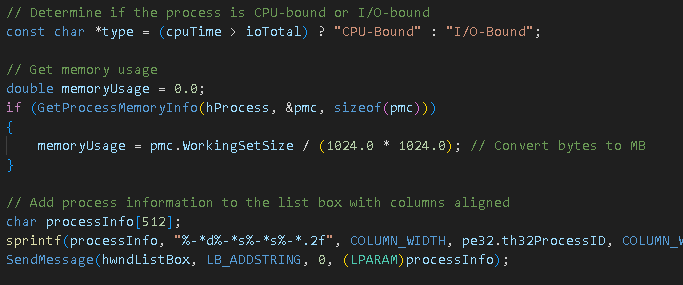 // Determine if the process is CPU-bound or I/O-bound
const char *type = (cpuTime > ioTotal) ? "CPU-Bound" : "I/O-Bound";
// Get memory usage
double memoryUsage = 0.0;
if (GetProcessMemoryInfo(hProcess, &pmc, sizeof(pmc)))
{
memoryUsage = pmc.WorkingSetSize / (1024.0 * 1024.0); // Convert bytes to MB
}
// Add process information to the list box with columns aligned
char processInfo[512];
sprintf(processInfo, "%-*d%-*s%-*s%-*.2f", COLUMN_WIDTH, pe32.th32ProcessID, COLUMN_W
SendMessage(hwndListBox, LB_ADDSTRING, 0, (LPARAM)processInfo);